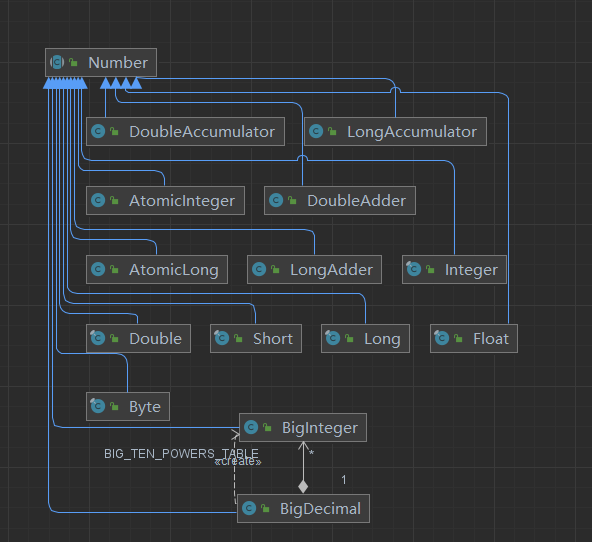 Number
DoubleAccumulator
LongAccumulator
AtomicInteger
DoubleAdder
AtomicLong
LongAdder
Integer
Double
Short
Long
Float
Byte
BigInteger
BIG_TEN_POWERS_TABLE
*
«create»
1
BigDecimal